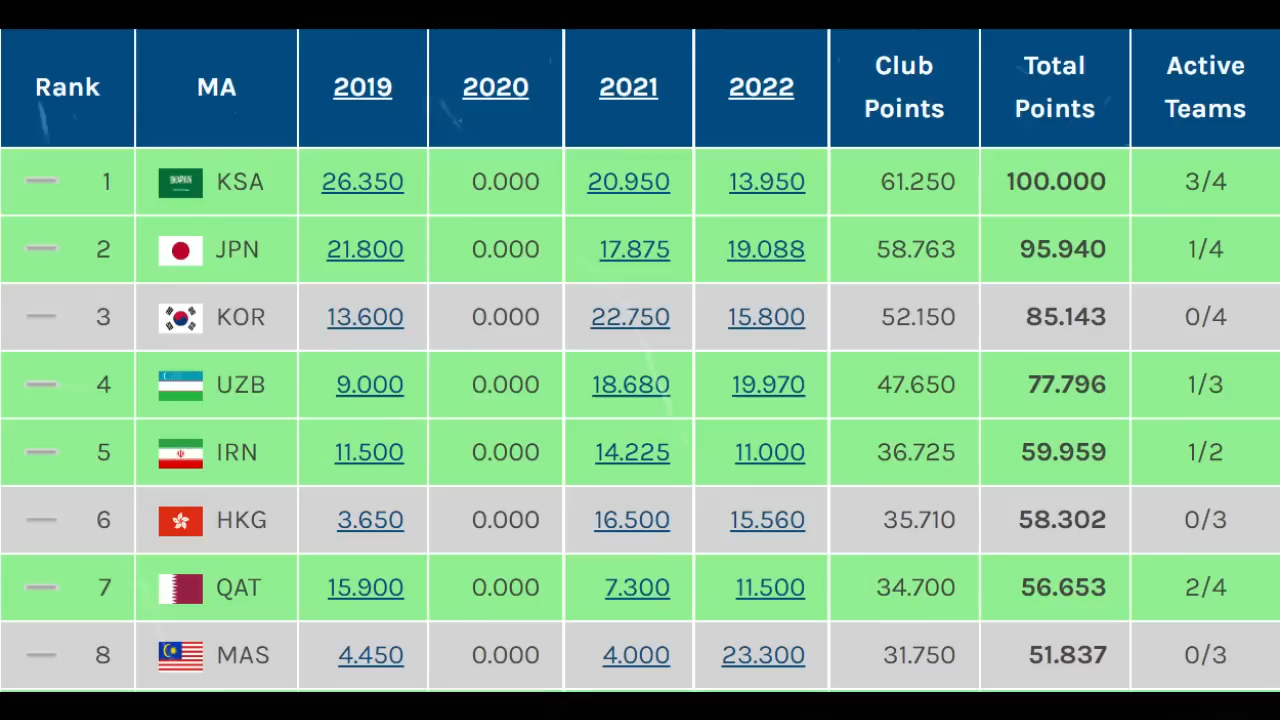 Rank MA 2019 2020 2021 2022 Club Points Total Points Active Teams
1 KSA 26.350 0.000 20.950 13.950 61.250 100.000 3/4
2 JPN 21.800 0.000 17.875 19.088 58.763 95.940 1/4
3 KOR 13.600 0.000 22.750 15.800 52.150 85.143 0/4
4 UZB 9.000 0.000 18.680 19.970 47.650 77.796 1/3
5 IRN 11.500 0.000 14.225 11.000 36.725 59.959 1/2
6 HKG 3.650 0.000 16.500 15.560 35.710 58.302 0/3
7 QAT 15.900 0.000 7.300 11.500 34.700 56.653 2/4
8 MAS 4.450 0.000 4.000 23.300 31.750 51.837 0/3